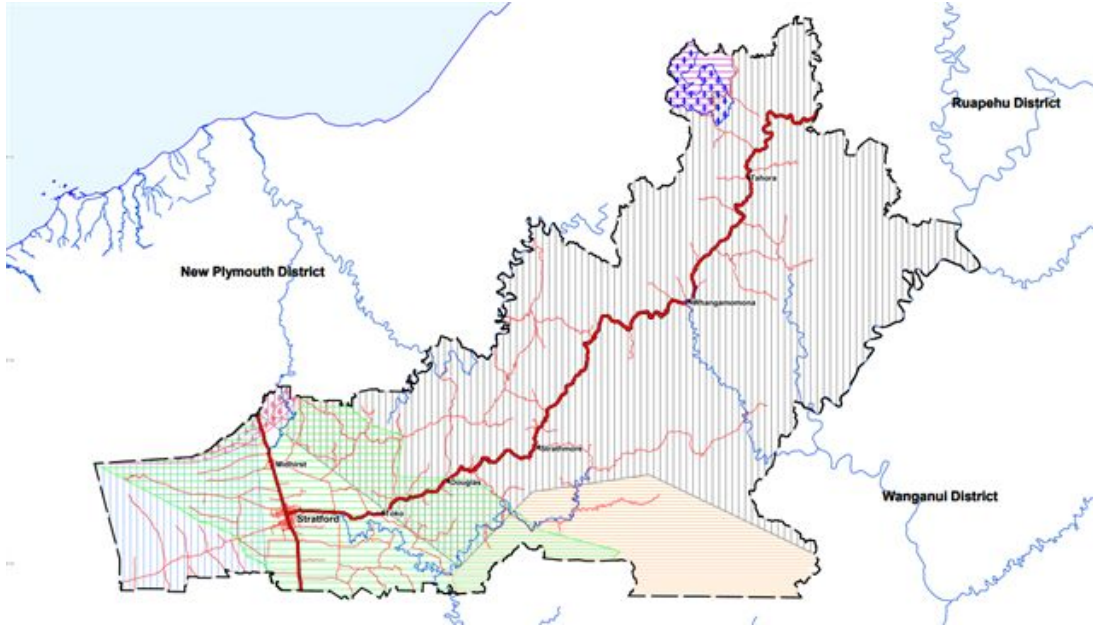 Ruapehu District
Tahora
New Plymouth District
Whangamomona
Strathmore
Midhirst
Douglas
Wanganui District
Toko
Stratford